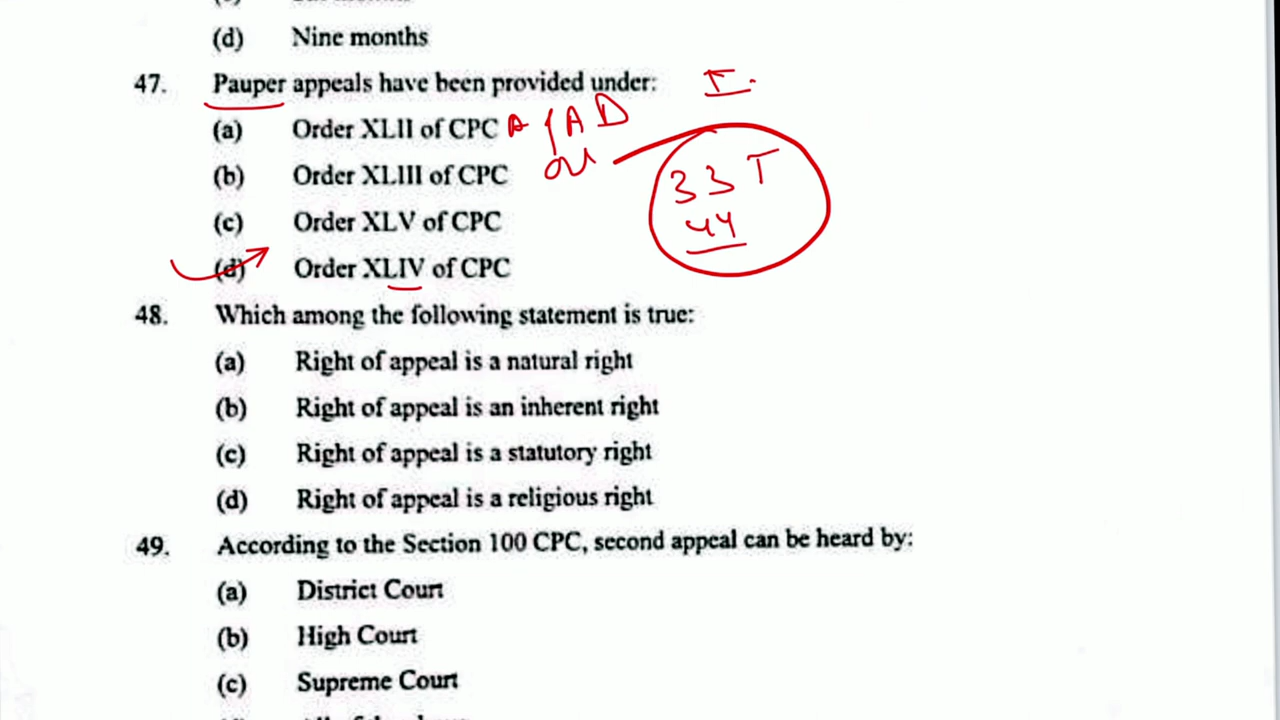 (d) Nine months
47. Pauper appeals have been provided under: I.
(a) Order XLII of CPC A AD
(b) Order XLIII of CPC
33 T
44
(c) Order XLV of CPC
(d) Order XLIV of CPC
48. Which among the following statement is true:
(a) Right of appeal is a natural right
(b) Right of appeal is an inherent right
(c) Right of appeal is a statutory right
(d) Right of appeal is a religious right
49. According to the Section 100 CPC, second appeal can be heard by:
(a) District Court
(b) High Court
(c) Supreme Court